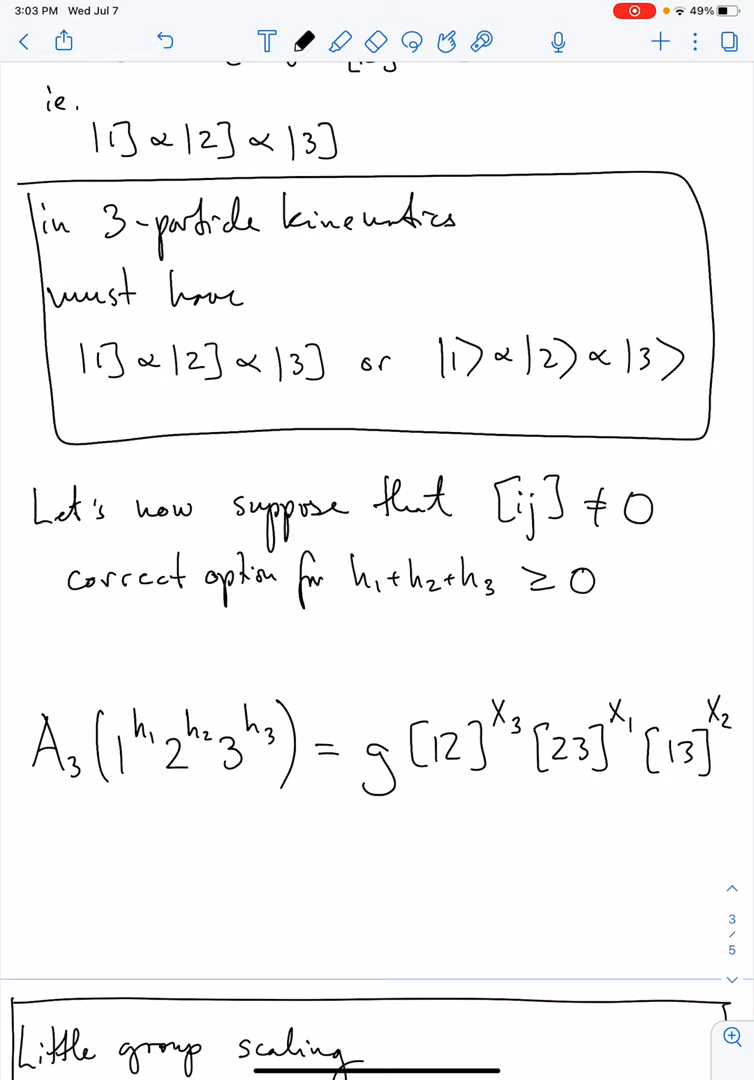 3:03 PM Wed Jul 7
49%
T
ie.
|1] ∝ |2] ∝ |3]
in 3-particle kinematics
must have
|1] ∝ |2] ∝ |3] or |1⟩ ∝ |2⟩ ∝ |3⟩
Let's now suppose that [ij] ≠ 0
correct option for h₁+h₂+h₃ ≥ 0
A₃(1^{h₁} 2^{h₂} 3^{h₃}) = g [12]^{X₃} [23]^{X₁} [13]^{X₂}
3
/
5
Little group scaling